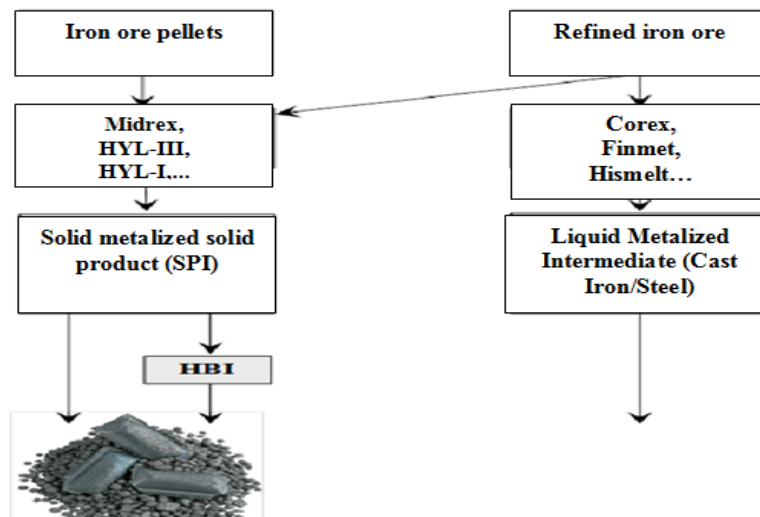 Iron ore pellets
Refined iron ore
Midrex,
HYL-III,
HYL-I,...
Corex,
Finmet,
Hismelt…
Solid metalized solid
product (SPI)
Liquid Metalized
Intermediate (Cast
Iron/Steel)
HBI